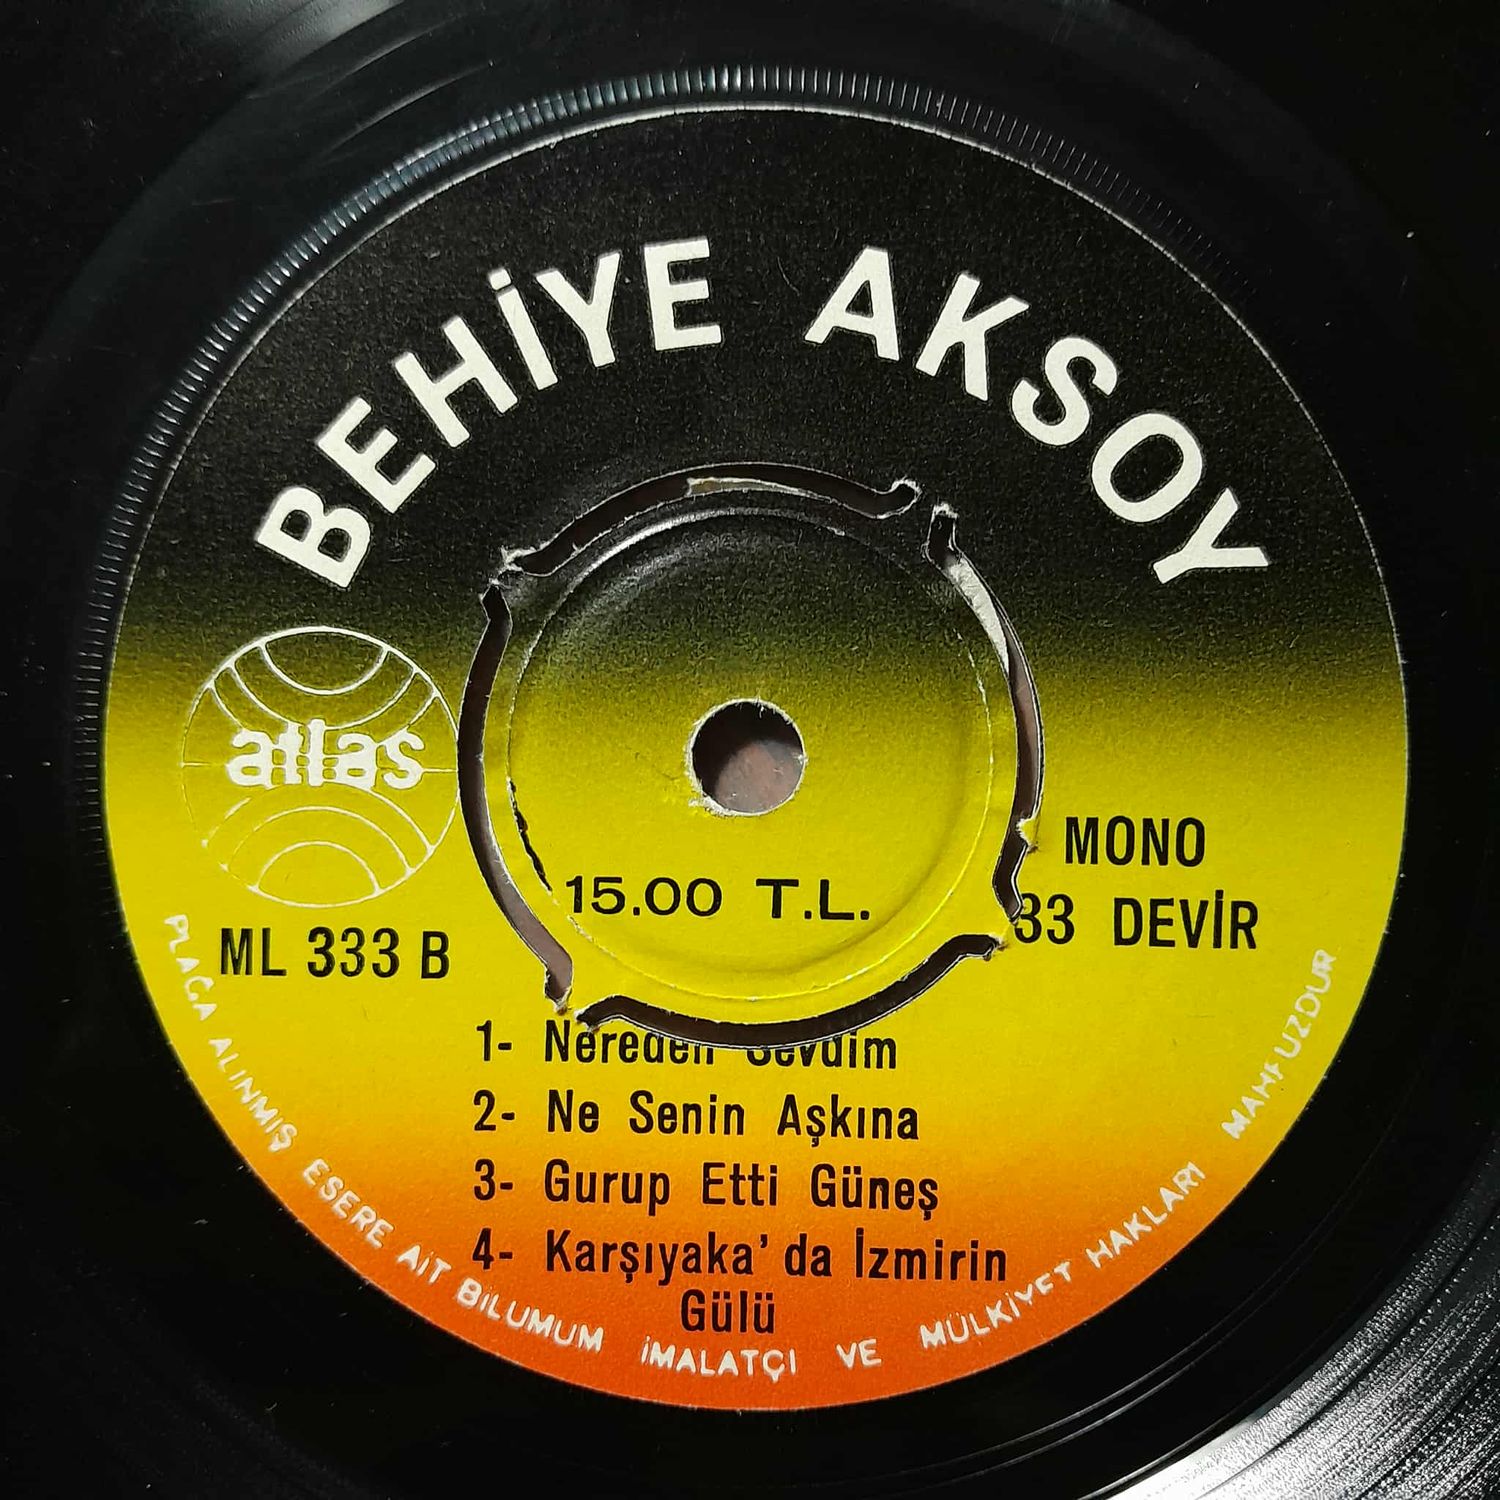 BEHİYE AKSOY
atlas
ML 333 B
15.00 T.L.
MONO
33 DEVİR
1- Nereden Sevdim
2- Ne Senin Aşkına
3- Gurup Etti Güneş
4- Karşıyaka' da İzmirin
Gülü
PLAĞA ALINMIŞ ESERE AİT BİLUMUM İMALATÇI VE MÜLKİYET HAKLARI MAHFUZDUR